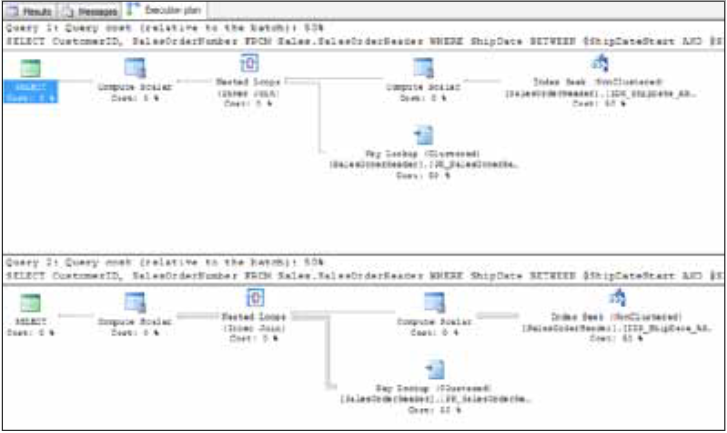 Results Messages Execution plan
Query 1: Query cost (relative to the batch): 50%
SELECT CustomerID, SalesOrderNumber FROM Sales.SalesOrderHeader WHERE ShipDate BETWEEN @ShipDateStart AND @S
SELECT
Cost: 0 %
Compute Scalar
Cost: 0 %
Nested Loops
(Inner Join)
Cost: 0 %
Compute Scalar
Cost: 0 %
Index Seek (NonClustered)
[SalesOrderHeader].[IDX_ShipDate_AS…
Cost: 50 %
Key Lookup (Clustered)
[SalesOrderHeader].[PK_SalesOrderHe…
Cost: 50 %
Query 2: Query cost (relative to the batch): 50%
SELECT CustomerID, SalesOrderNumber FROM Sales.SalesOrderHeader WHERE ShipDate BETWEEN @ShipDateStart AND @S
SELECT
Cost: 0 %
Compute Scalar
Cost: 0 %
Nested Loops
(Inner Join)
Cost: 0 %
Compute Scalar
Cost: 0 %
Index Seek (NonClustered)
[SalesOrderHeader].[IDX_ShipDate_AS…
Cost: 50 %
Key Lookup (Clustered)
[SalesOrderHeader].[PK_SalesOrderHe…
Cost: 50 %